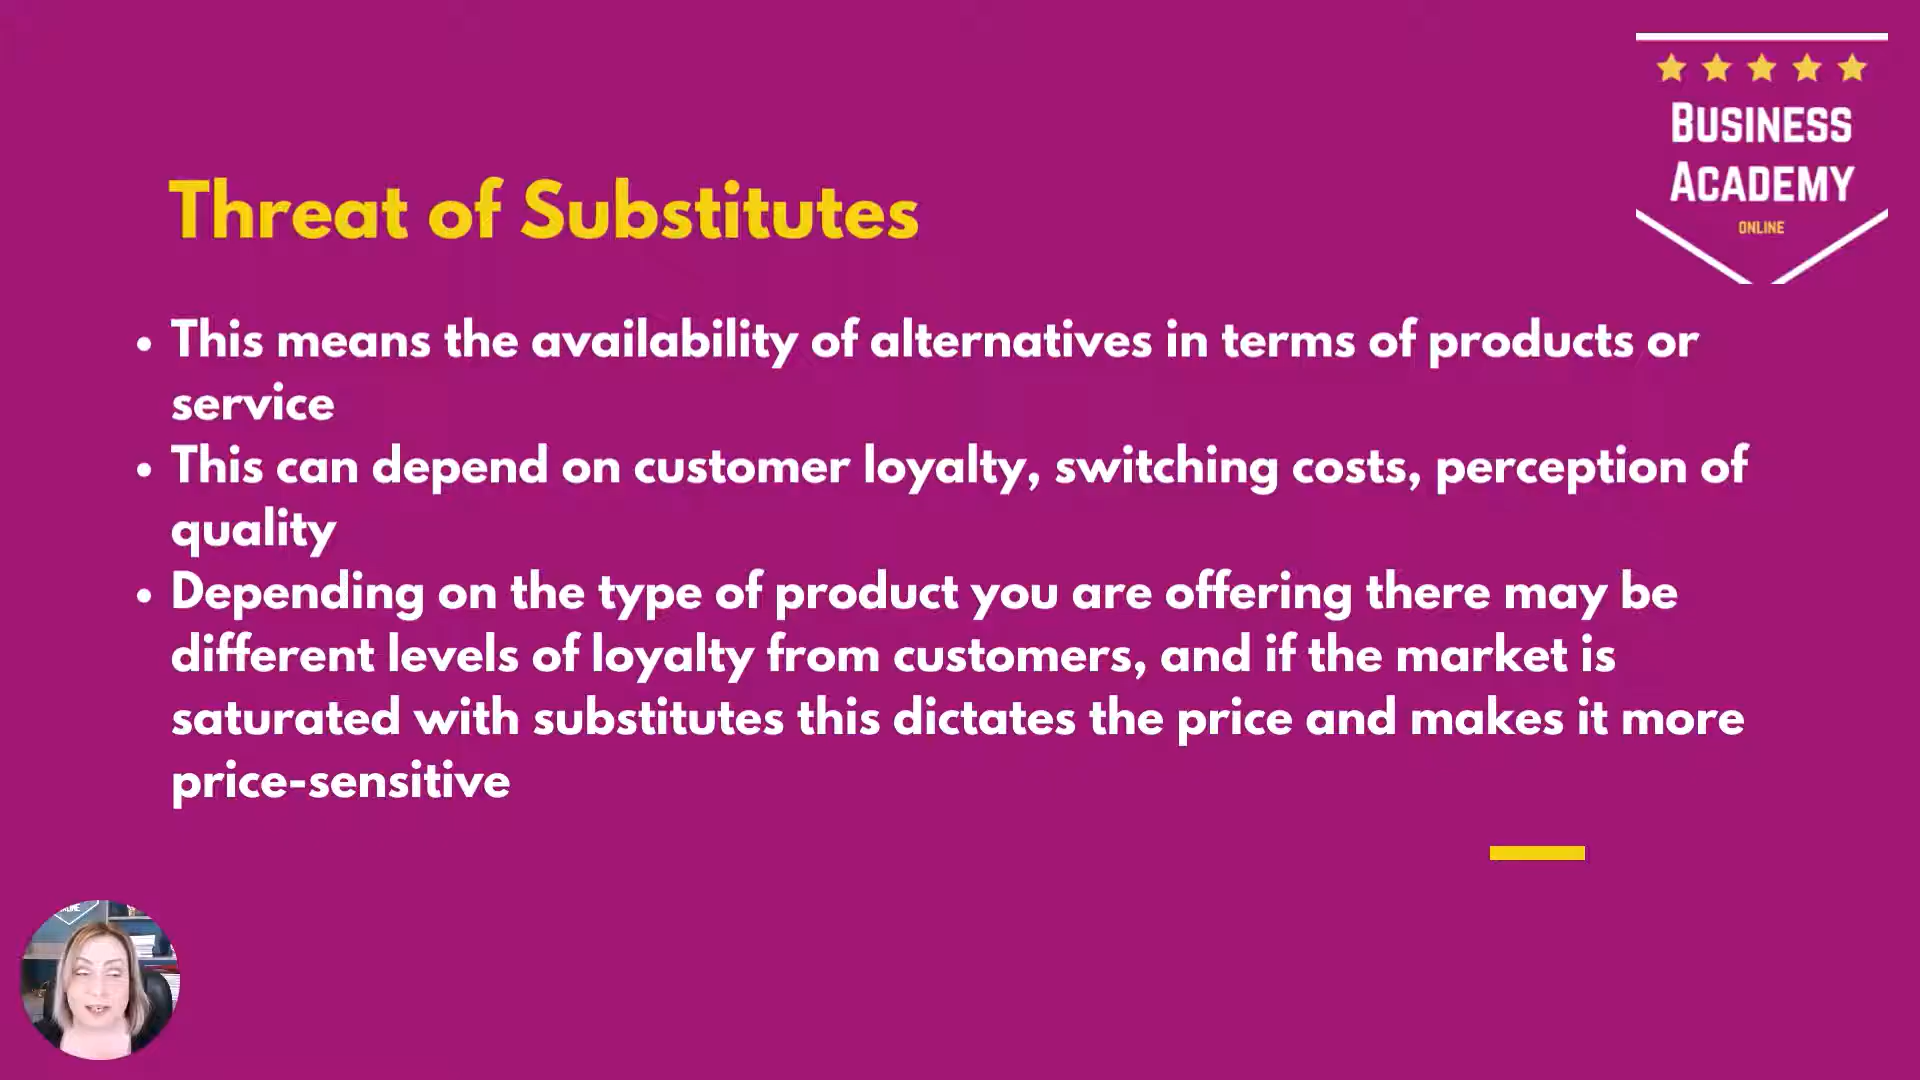 BUSINESS
ACADEMY
ONLINE
Threat of Substitutes
• This means the availability of alternatives in terms of products or
service
• This can depend on customer loyalty, switching costs, perception of
quality
• Depending on the type of product you are offering there may be
different levels of loyalty from customers, and if the market is
saturated with substitutes this dictates the price and makes it more
price-sensitive